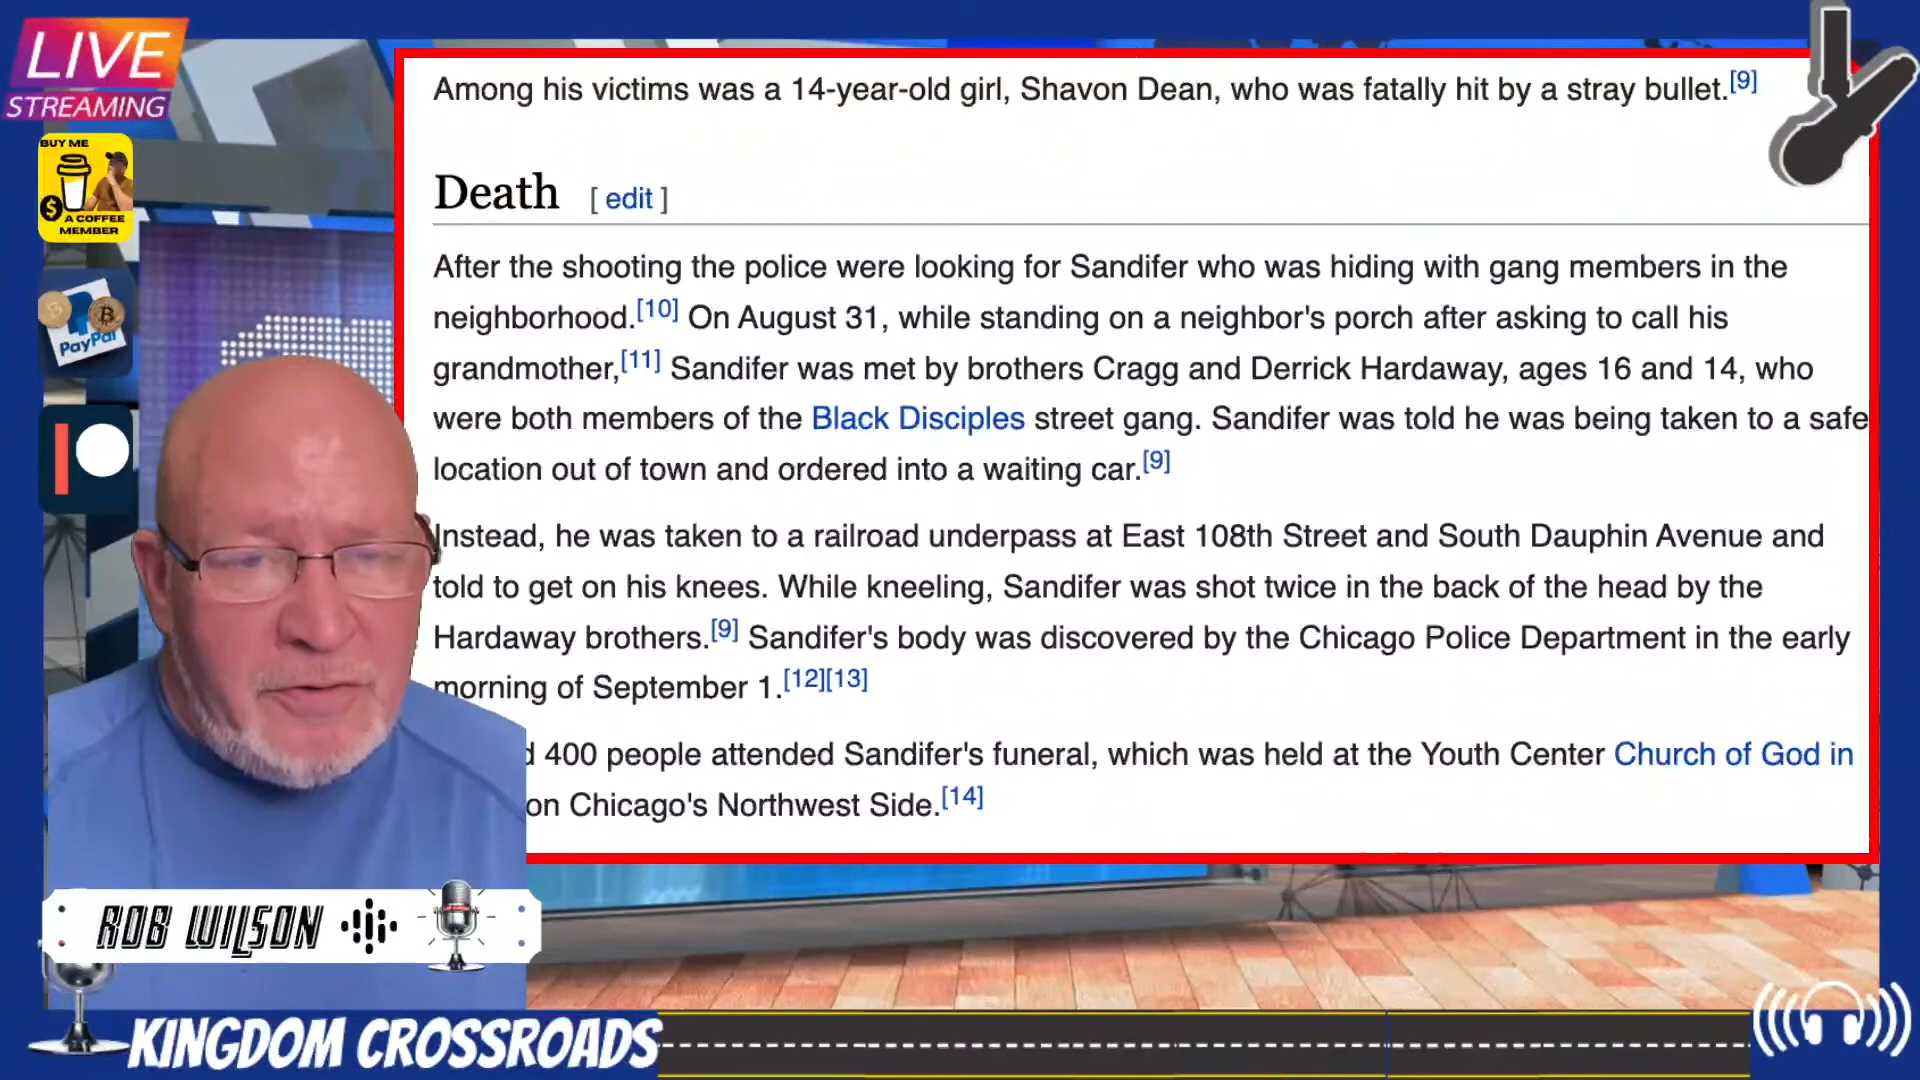 LIVE
STREAMING
BUY ME
$
A COFFEE
MEMBER
PayPal
Among his victims was a 14-year-old girl, Shavon Dean, who was fatally hit by a stray bullet.[9]
Death [ edit ]
After the shooting the police were looking for Sandifer who was hiding with gang members in the
neighborhood.[10] On August 31, while standing on a neighbor's porch after asking to call his
grandmother,[11] Sandifer was met by brothers Cragg and Derrick Hardaway, ages 16 and 14, who
were both members of the Black Disciples street gang. Sandifer was told he was being taken to a safe
location out of town and ordered into a waiting car.[9]
Instead, he was taken to a railroad underpass at East 108th Street and South Dauphin Avenue and
told to get on his knees. While kneeling, Sandifer was shot twice in the back of the head by the
Hardaway brothers.[9] Sandifer's body was discovered by the Chicago Police Department in the early
morning of September 1.[12][13]
400 people attended Sandifer's funeral, which was held at the Youth Center Church of God in
on Chicago's Northwest Side.[14]
ROB WILSON
KINGDOM CROSSROADS